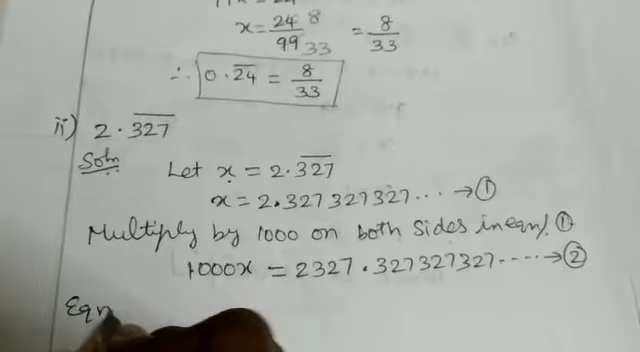 x = 24 8 / 99 33 = 8/33
∴ 0.2̅4̅ = 8/33
ii) 2.3̅2̅7̅
Soln
Let x = 2.3̅2̅7̅
x = 2.327327327... → ①
Multiply by 1000 on both sides in eqn/. ①
1000x = 2327.327327327..... → ②
Eqn